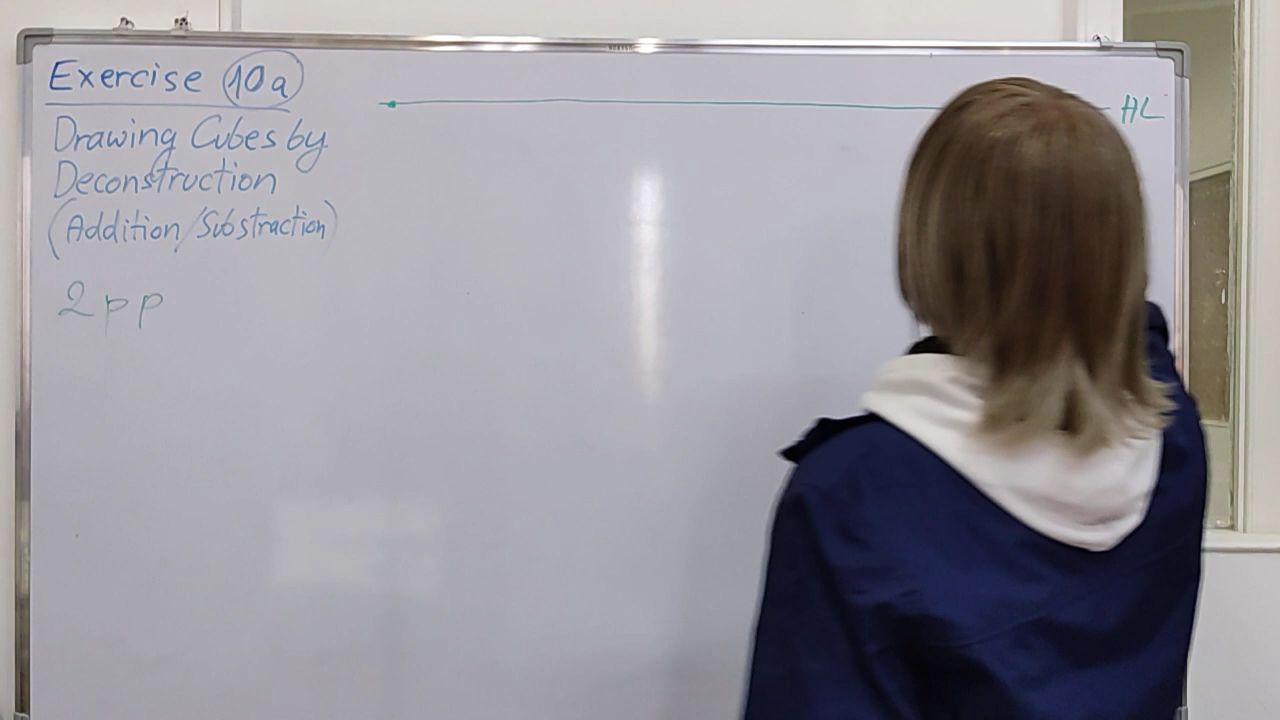 Exercise 10a
Drawing Cubes by
Deconstruction
(Addition/Substraction)
2pp
HL